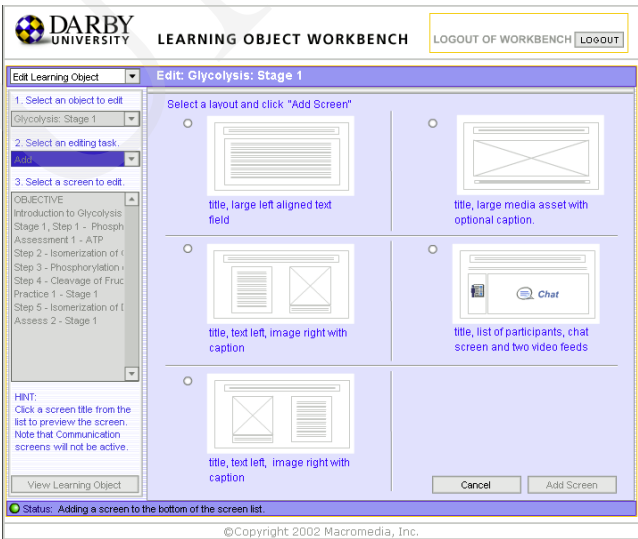 DARBY
UNIVERSITY
LEARNING OBJECT WORKBENCH
LOGOUT OF WORKBENCH LOGOUT
Edit Learning Object
Edit: Glycolysis: Stage 1
1. Select an object to edit
Glycolysis: Stage 1
2. Select an editing task.
Add
3. Select a screen to edit.
OBJECTIVE
Introduction to Glycolysis
Stage 1, Step 1 - Phosph
Assessment 1 - ATP
Step 2 - Isomerization of
Step 3 - Phosphorylation
Step 4 - Cleavage of Fruc
Practice 1 - Stage 1
Step 5 - Isomerization of
Assess 2 - Stage 1
HINT:
Click a screen title from the
list to preview the screen.
Note that Communication
screens will not be active.
View Learning Object
Select a layout and click "Add Screen"
title, large left aligned text
field
title, large media asset with
optional caption.
title, text left, image right with
caption
Chat
title, list of participants, chat
screen and two video feeds
title, text left, image right with
caption
Cancel
Add Screen
Status: Adding a screen to the bottom of the screen list.
©Copyright 2002 Macromedia, Inc.